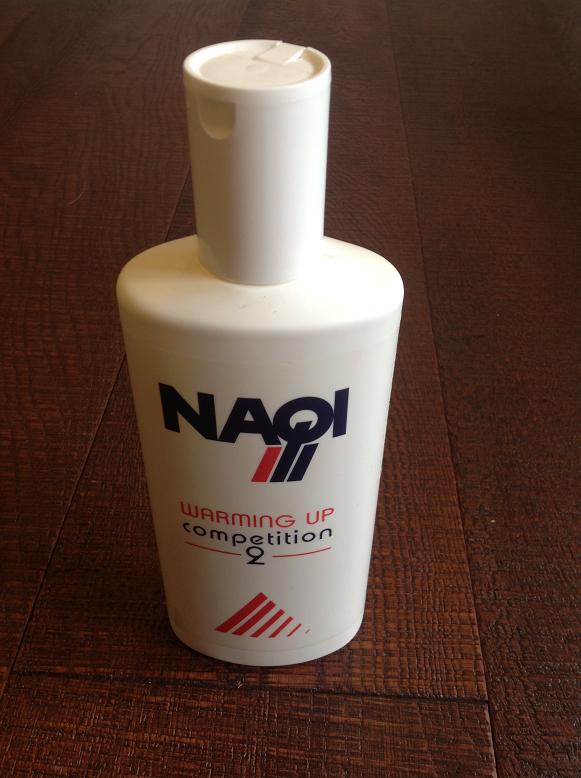 NAQI
WARMING UP
competition
2